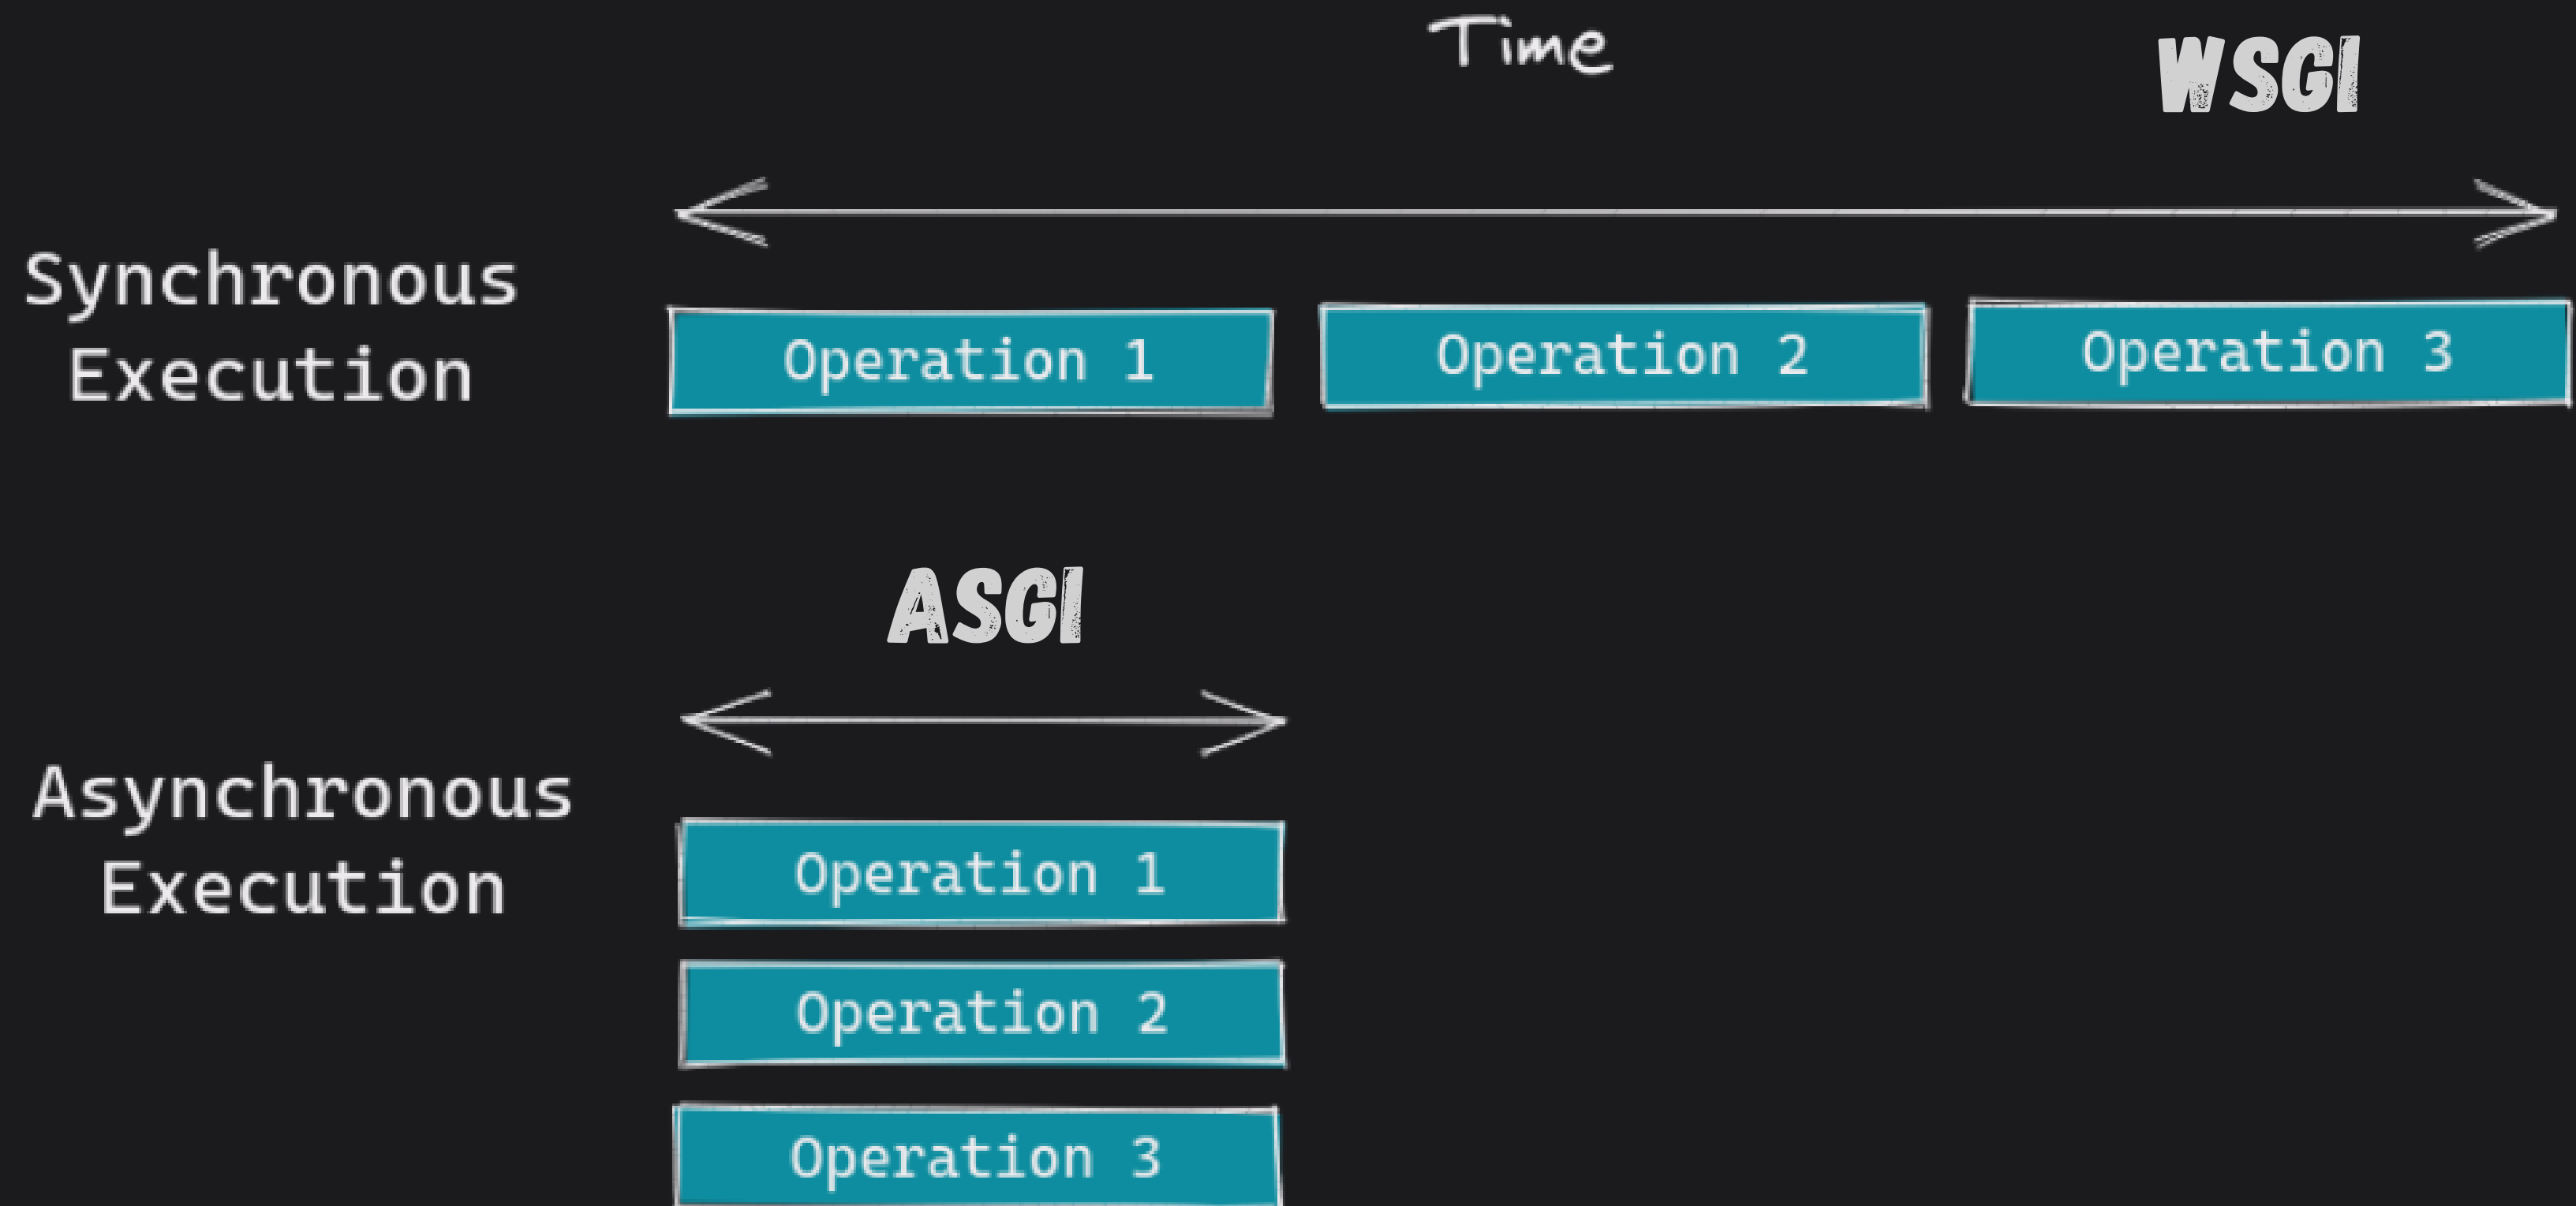 Time
WSGI
Synchronous
Execution
Operation 1
Operation 2
Operation 3
ASGI
Asynchronous
Execution
Operation 1
Operation 2
Operation 3